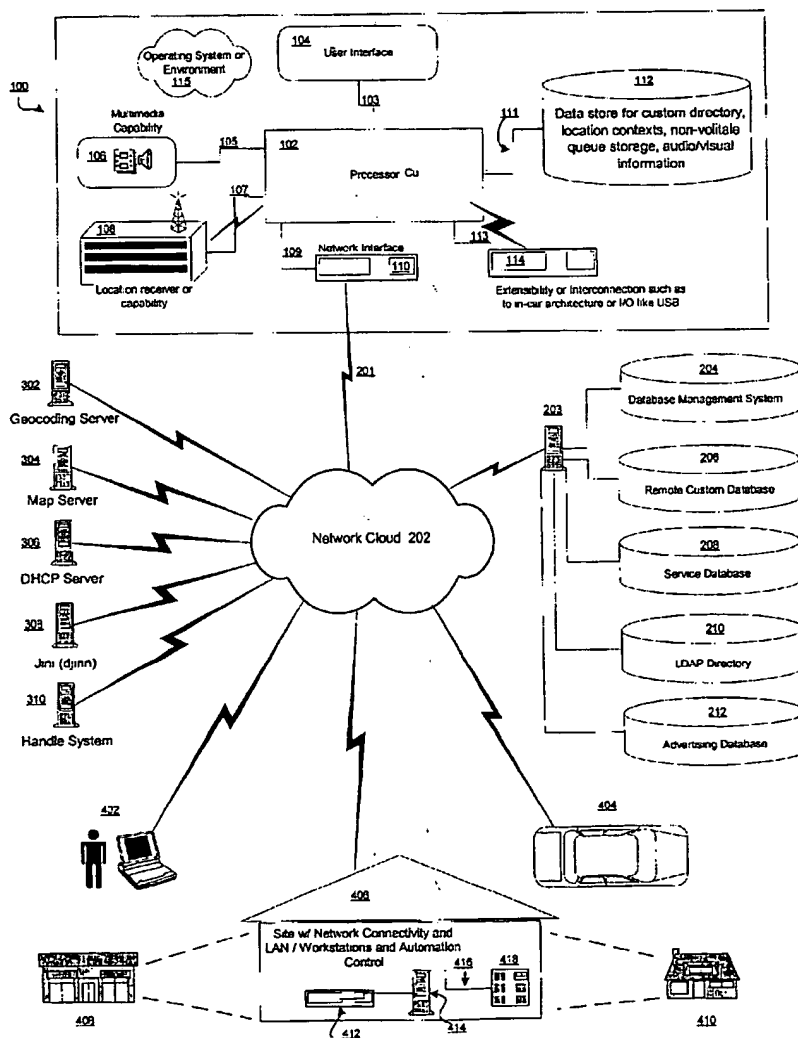 100
Operating System or
Environment
115
104
User Interface
103
Multimedia
Capability
106
105
102
Processor Cu
111
112
Data store for custom directory,
location contexts, non-volitale
queue storage, audio/visual
information
107
108
Location receiver or
capability
109
Network Interface
110
113
114
Extensibility or Interconnection such as
to in-car architecture or I/O like USB
201
302
Geocoding Server
304
Map Server
306
DHCP Server
308
Jini (djinn)
310
Handle System
Network Cloud 202
203
204
Database Management System
206
Remote Custom Database
208
Service Database
210
LDAP Directory
212
Advertising Database
402
404
406
Site w/ Network Connectivity and
LAN / Workstations and Automation
Control
416
418
412
414
408
410